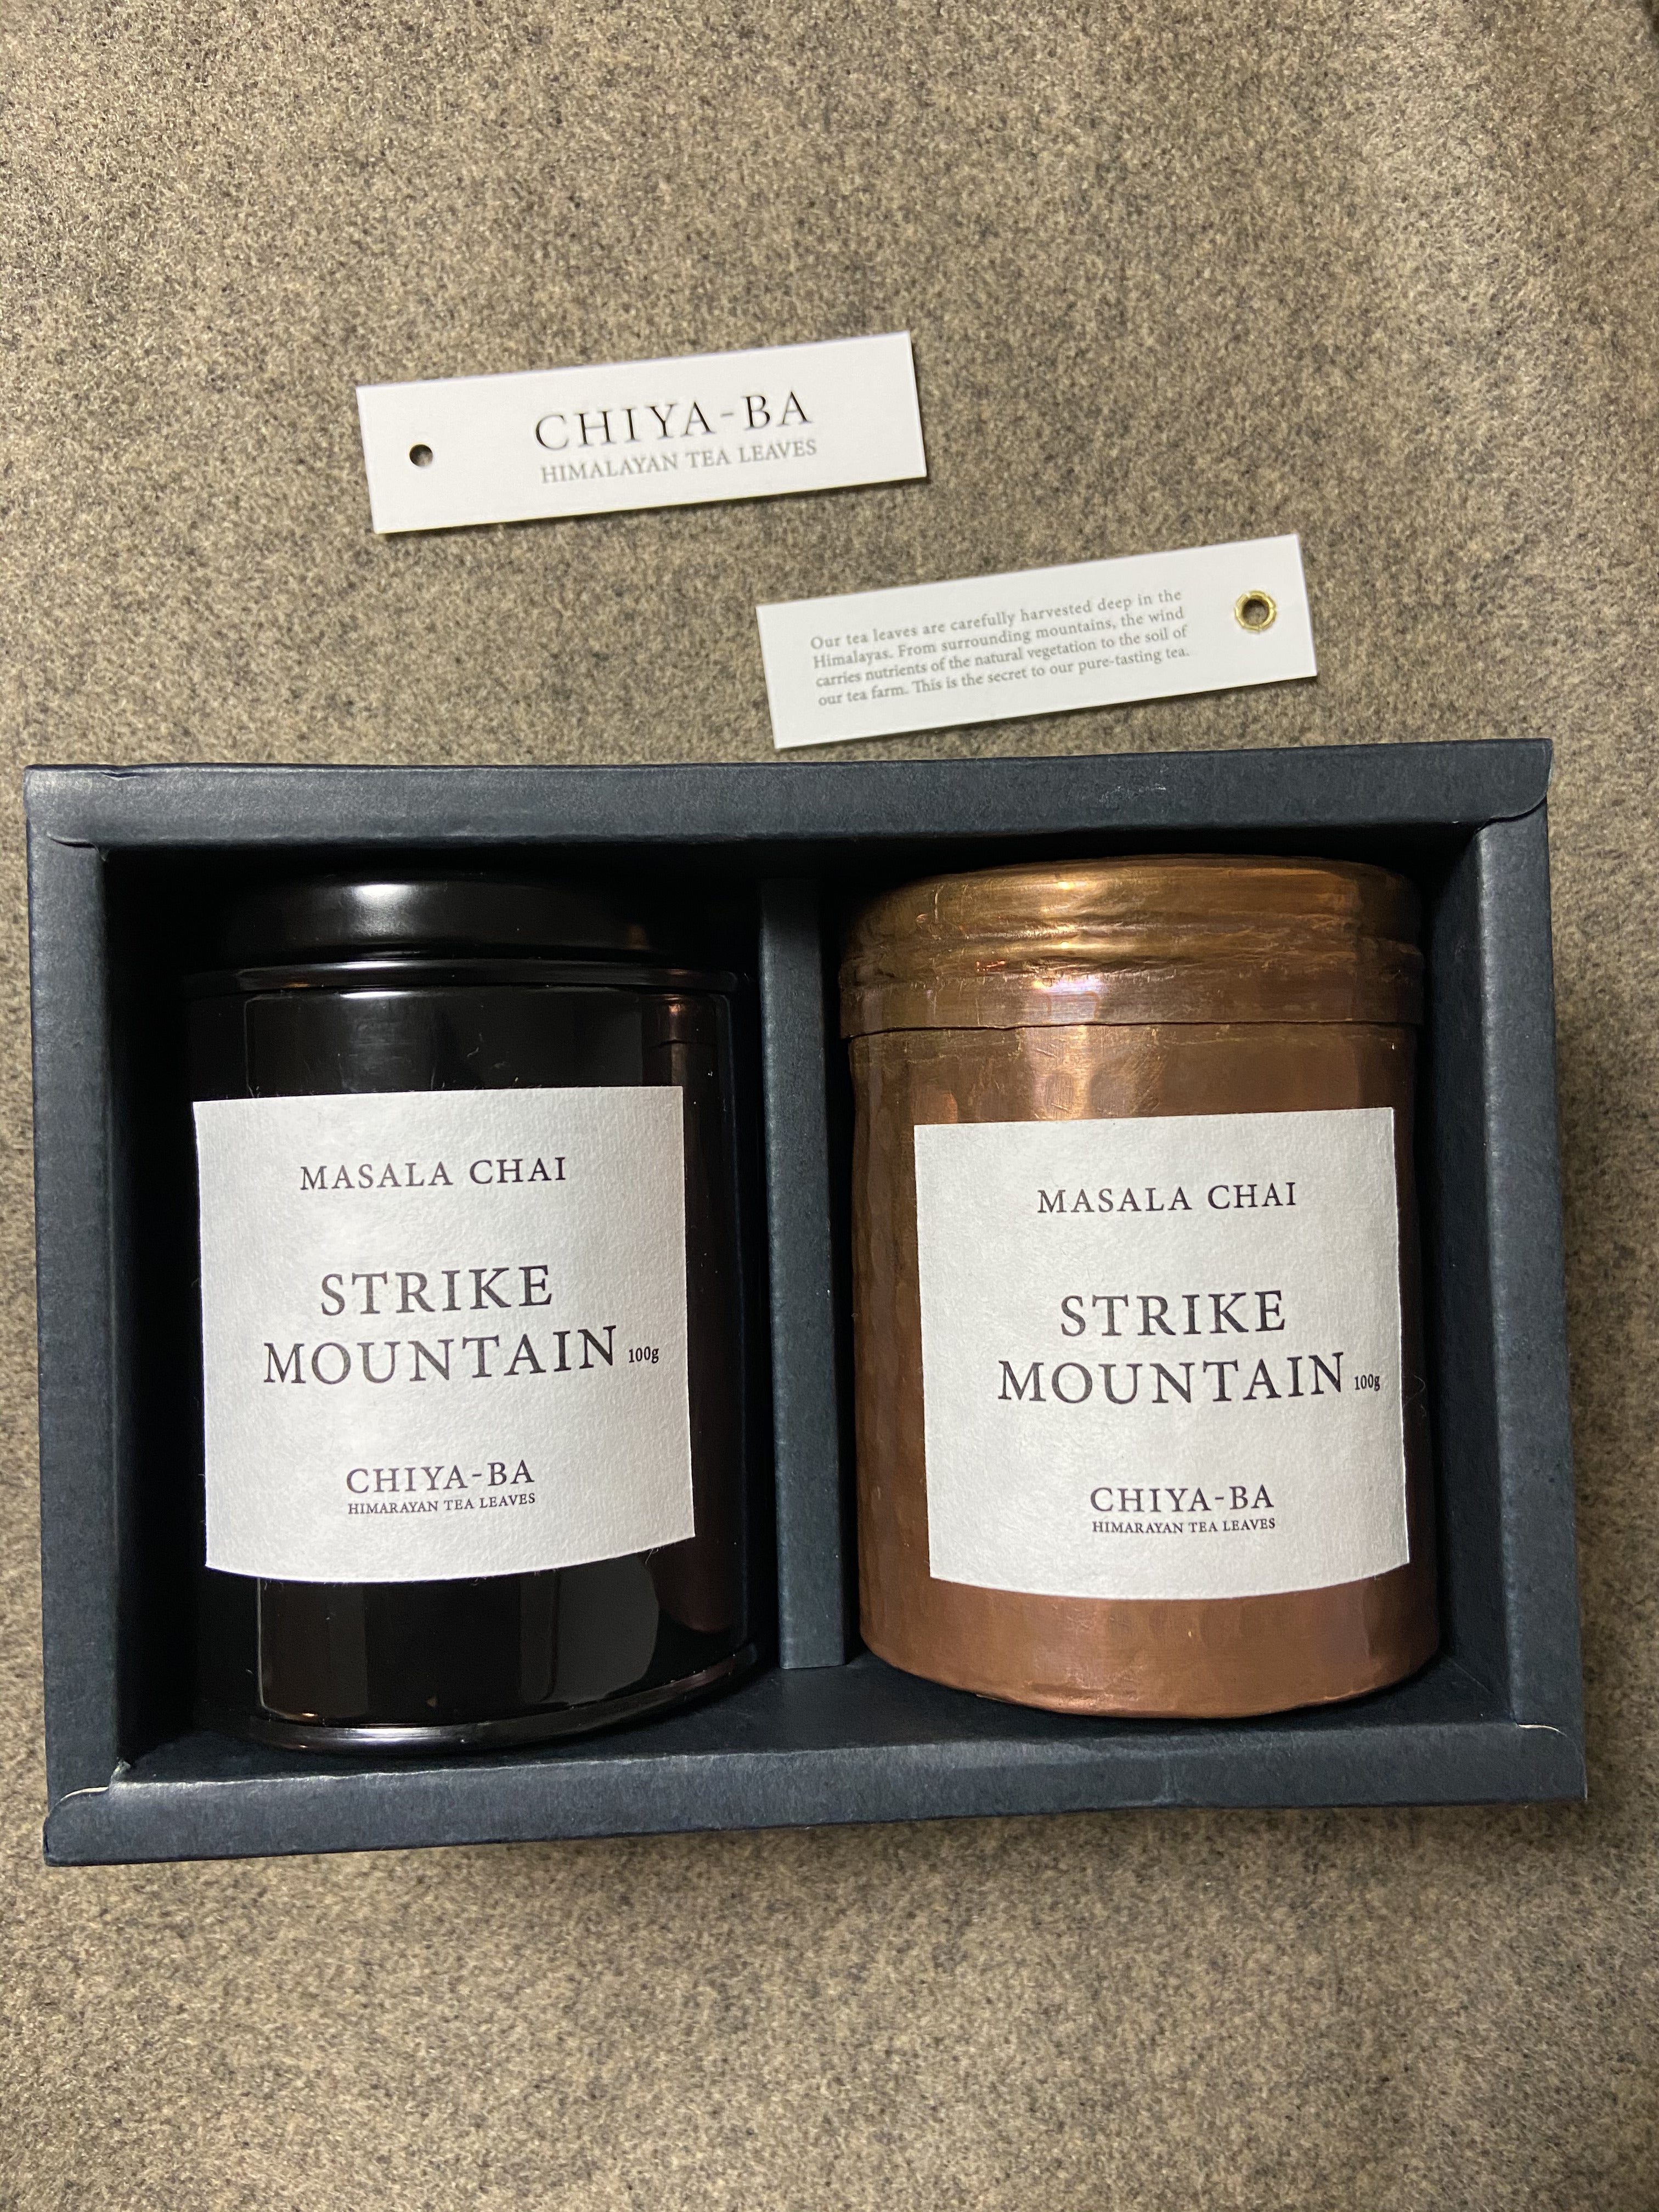 CHIYA-BA
HIMALAYAN TEA LEAVES
Our tea leaves are carefully harvested deep in the
Himalayas. From surrounding mountains, the wind
carries nutrients of the natural vegetation to the soil of
our tea farm. This is the secret to our pure-tasting tea.
MASALA CHAI
STRIKE
MOUNTAIN 100g
CHIYA-BA
HIMARAYAN TEA LEAVES
MASALA CHAI
STRIKE
MOUNTAIN 100g
CHIYA-BA
HIMARAYAN TEA LEAVES